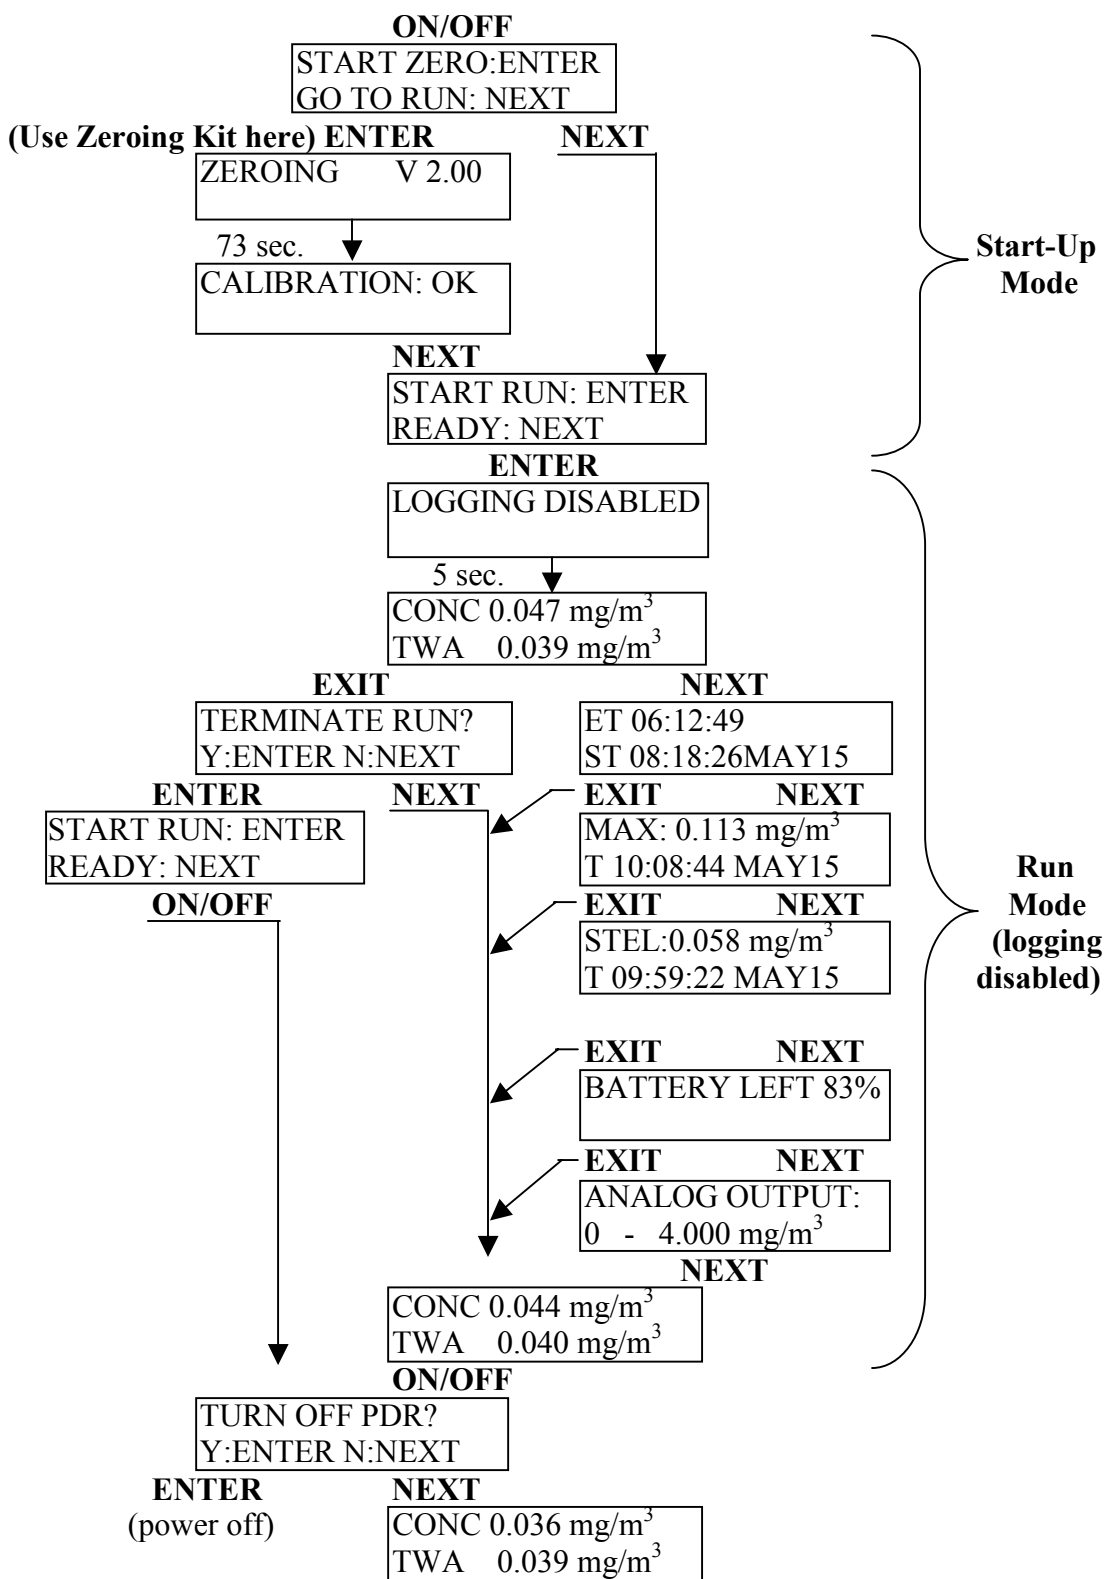 ON/OFF
START ZERO:ENTER
GO TO RUN: NEXT
(Use Zeroing Kit here) ENTER NEXT
ZEROING V 2.00
73 sec.
CALIBRATION: OK
Start-Up
Mode
NEXT
START RUN: ENTER
READY: NEXT
ENTER
LOGGING DISABLED
5 sec.
CONC 0.047 mg/m³
TWA 0.039 mg/m³
EXIT NEXT
TERMINATE RUN?
Y:ENTER N:NEXT
ET 06:12:49
ST 08:18:26MAY15
ENTER NEXT EXIT NEXT
START RUN: ENTER
READY: NEXT
MAX: 0.113 mg/m³
T 10:08:44 MAY15
ON/OFF EXIT NEXT
STEL:0.058 mg/m³
T 09:59:22 MAY15
Run
Mode
(logging
disabled)
EXIT NEXT
BATTERY LEFT 83%
EXIT NEXT
ANALOG OUTPUT:
0 - 4.000 mg/m³
NEXT
CONC 0.044 mg/m³
TWA 0.040 mg/m³
ON/OFF
TURN OFF PDR?
Y:ENTER N:NEXT
ENTER NEXT
(power off)
CONC 0.036 mg/m³
TWA 0.039 mg/m³